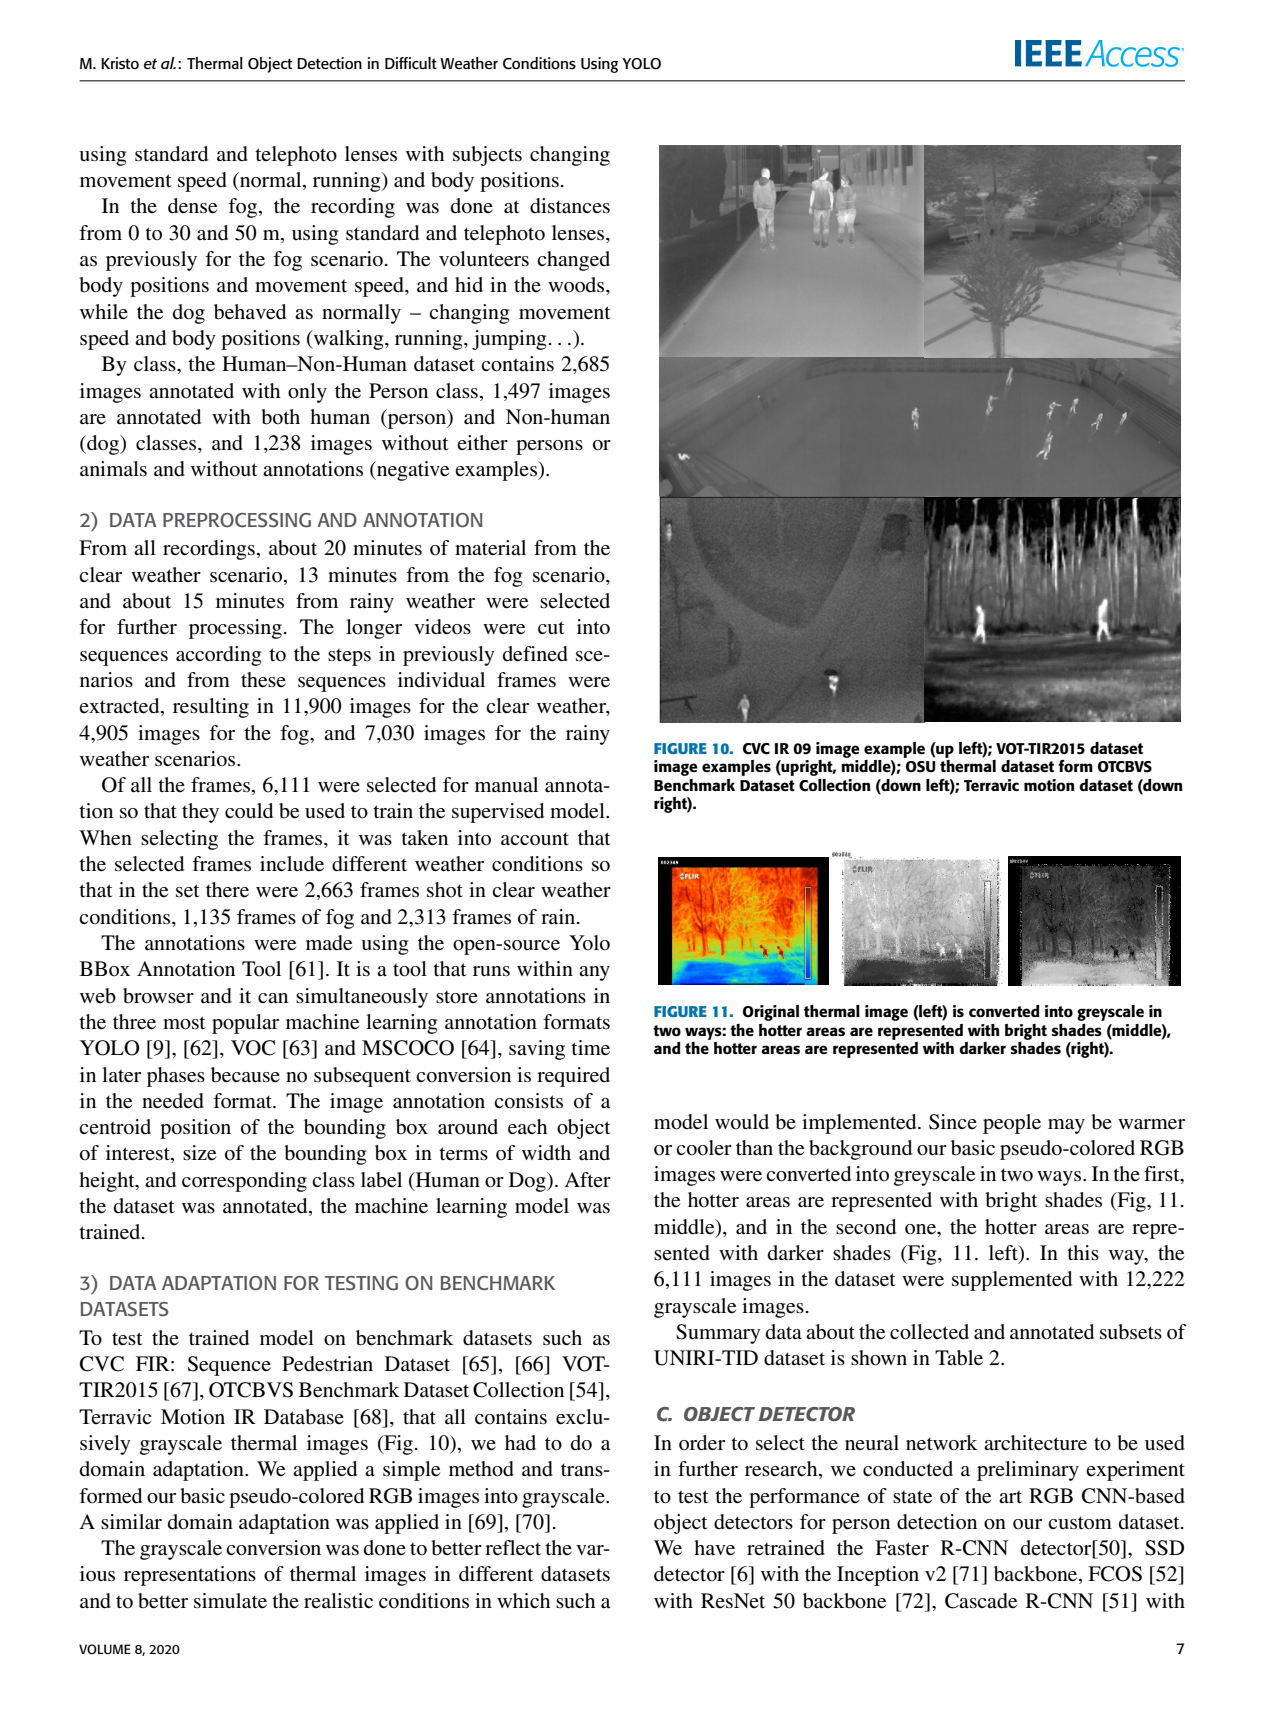 M. Kristo et al.: Thermal Object Detection in Difficult Weather Conditions Using YOLO
IEEE Access
using standard and telephoto lenses with subjects changing
movement speed (normal, running) and body positions.
In the dense fog, the recording was done at distances
from 0 to 30 and 50 m, using standard and telephoto lenses,
as previously for the fog scenario. The volunteers changed
body positions and movement speed, and hid in the woods,
while the dog behaved as normally – changing movement
speed and body positions (walking, running, jumping. . .).
By class, the Human–Non-Human dataset contains 2,685
images annotated with only the Person class, 1,497 images
are annotated with both human (person) and Non-human
(dog) classes, and 1,238 images without either persons or
animals and without annotations (negative examples).
2) DATA PREPROCESSING AND ANNOTATION
From all recordings, about 20 minutes of material from the
clear weather scenario, 13 minutes from the fog scenario,
and about 15 minutes from rainy weather were selected
for further processing. The longer videos were cut into
sequences according to the steps in previously defined sce-
narios and from these sequences individual frames were
extracted, resulting in 11,900 images for the clear weather,
4,905 images for the fog, and 7,030 images for the rainy
weather scenarios.
Of all the frames, 6,111 were selected for manual annota-
tion so that they could be used to train the supervised model.
When selecting the frames, it was taken into account that
the selected frames include different weather conditions so
that in the set there were 2,663 frames shot in clear weather
conditions, 1,135 frames of fog and 2,313 frames of rain.
The annotations were made using the open-source Yolo
BBox Annotation Tool [61]. It is a tool that runs within any
web browser and it can simultaneously store annotations in
the three most popular machine learning annotation formats
YOLO [9], [62], VOC [63] and MSCOCO [64], saving time
in later phases because no subsequent conversion is required
in the needed format. The image annotation consists of a
centroid position of the bounding box around each object
of interest, size of the bounding box in terms of width and
height, and corresponding class label (Human or Dog). After
the dataset was annotated, the machine learning model was
trained.
3) DATA ADAPTATION FOR TESTING ON BENCHMARK
DATASETS
To test the trained model on benchmark datasets such as
CVC FIR: Sequence Pedestrian Dataset [65], [66] VOT-
TIR2015 [67], OTCBVS Benchmark Dataset Collection [54],
Terravic Motion IR Database [68], that all contains exclu-
sively grayscale thermal images (Fig. 10), we had to do a
domain adaptation. We applied a simple method and trans-
formed our basic pseudo-colored RGB images into grayscale.
A similar domain adaptation was applied in [69], [70].
The grayscale conversion was done to better reflect the var-
ious representations of thermal images in different datasets
and to better simulate the realistic conditions in which such a
FIGURE 10. CVC IR 09 image example (up left); VOT-TIR2015 dataset
image examples (upright, middle); OSU thermal dataset form OTCBVS
Benchmark Dataset Collection (down left); Terravic motion dataset (down
right).
FLIR
FLIR
FLIR
FIGURE 11. Original thermal image (left) is converted into greyscale in
two ways: the hotter areas are represented with bright shades (middle),
and the hotter areas are represented with darker shades (right).
model would be implemented. Since people may be warmer
or cooler than the background our basic pseudo-colored RGB
images were converted into greyscale in two ways. In the first,
the hotter areas are represented with bright shades (Fig, 11.
middle), and in the second one, the hotter areas are repre-
sented with darker shades (Fig, 11. left). In this way, the
6,111 images in the dataset were supplemented with 12,222
grayscale images.
Summary data about the collected and annotated subsets of
UNIRI-TID dataset is shown in Table 2.
C. OBJECT DETECTOR
In order to select the neural network architecture to be used
in further research, we conducted a preliminary experiment
to test the performance of state of the art RGB CNN-based
object detectors for person detection on our custom dataset.
We have retrained the Faster R-CNN detector[50], SSD
detector [6] with the Inception v2 [71] backbone, FCOS [52]
with ResNet 50 backbone [72], Cascade R-CNN [51] with
VOLUME 8, 2020
7